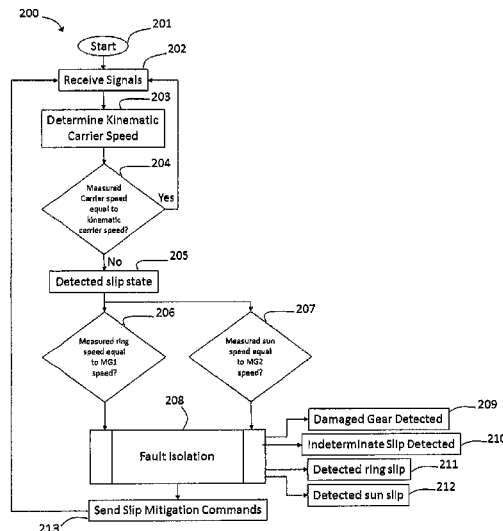 200
201
Start
202
Receive Signals
203
Determine Kinematic
Carrier Speed
204
Measured
Carrier speed
equal to
kinematic
carrier speed?
Yes
No
205
Detected slip state
206
207
Measured ring
speed equal
to MG1
speed?
Measured sun
speed equal
to MG2
speed?
208
209
Fault Isolation
Damaged Gear Detected
Indeterminate Slip Detected
210
Detected ring slip
211
Detected sun slip
212
Send Slip Mitigation Commands
213